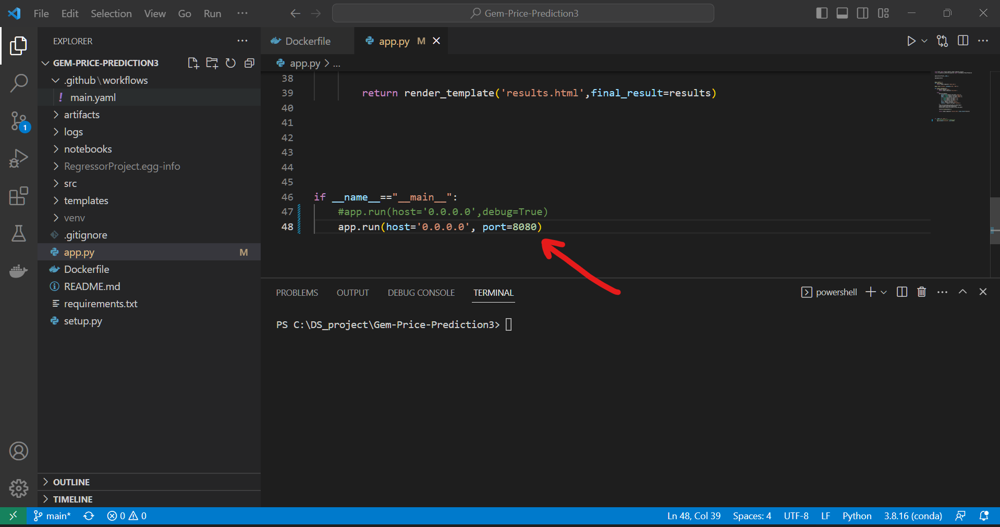 File Edit Selection View Go Run ···
Gem-Price-Prediction3
EXPLORER ···
GEM-PRICE-PREDICTION3
.github\workflows
! main.yaml
artifacts
logs
1
notebooks
RegressorProject.egg-info
src
templates
venv
.gitignore
app.py M
Dockerfile
README.md
requirements.txt
setup.py
OUTLINE
TIMELINE
Dockerfile app.py M
app.py > ...
38
39 return render_template('results.html',final_result=results)
40
41
42
43
44
45
46 if __name__=="__main__":
47 #app.run(host='0.0.0.0',debug=True)
48 app.run(host='0.0.0.0', port=8080)
PROBLEMS OUTPUT DEBUG CONSOLE TERMINAL powershell
PS C:\DS_project\Gem-Price-Prediction3>
main* 0 0 Ln 48, Col 39 Spaces: 4 UTF-8 LF Python 3.8.16 (conda)